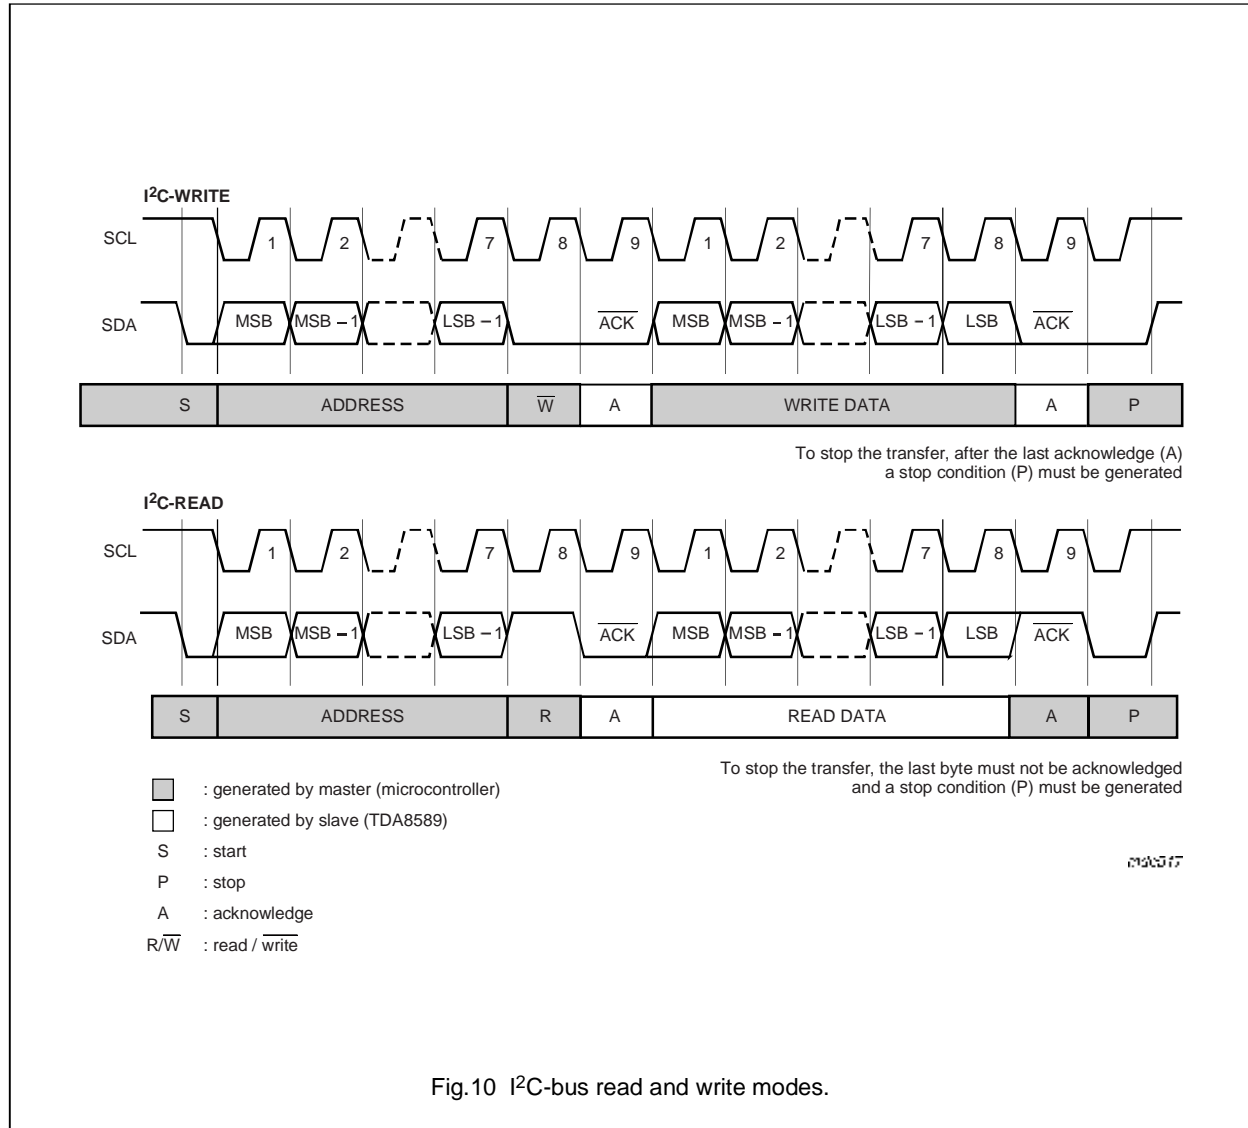 I²C-WRITE
SCL 1 2 7 8 9 1 2 7 8 9
SDA MSB MSB – 1 LSB – 1 A̅C̅K̅ MSB MSB – 1 LSB – 1 LSB A̅C̅K̅
S ADDRESS W̅ A WRITE DATA A P
To stop the transfer, after the last acknowledge (A)
a stop condition (P) must be generated
I²C-READ
SCL 1 2 7 8 9 1 2 7 8 9
SDA MSB MSB – 1 LSB – 1 A̅C̅K̅ MSB MSB – 1 LSB – 1 LSB A̅C̅K̅
S ADDRESS R A READ DATA A P
To stop the transfer, the last byte must not be acknowledged
and a stop condition (P) must be generated
: generated by master (microcontroller)
: generated by slave (TDA8589)
S : start
P : stop
A : acknowledge
R/W̅ : read / w̅r̅i̅t̅e̅
Fig.10 I²C-bus read and write modes.